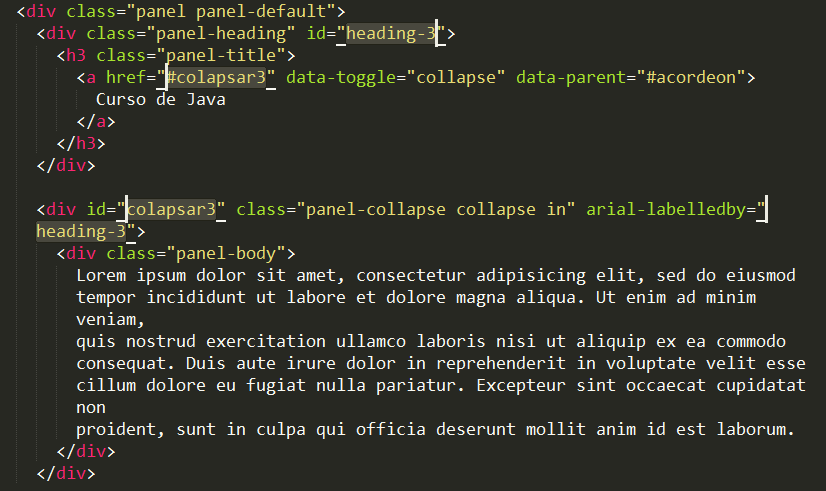 <div class="panel panel-default">
<div class="panel-heading" id="heading-3">
<h3 class="panel-title">
<a href="#colapsar3" data-toggle="collapse" data-parent="#acordeon">
Curso de Java
</a>
</h3>
</div>
<div id="colapsar3" class="panel-collapse collapse in" arial-labelledby="
heading-3">
<div class="panel-body">
Lorem ipsum dolor sit amet, consectetur adipisicing elit, sed do eiusmod
tempor incididunt ut labore et dolore magna aliqua. Ut enim ad minim
veniam,
quis nostrud exercitation ullamco laboris nisi ut aliquip ex ea commodo
consequat. Duis aute irure dolor in reprehenderit in voluptate velit esse
cillum dolore eu fugiat nulla pariatur. Excepteur sint occaecat cupidatat
non
proident, sunt in culpa qui officia deserunt mollit anim id est laborum.
</div>
</div>